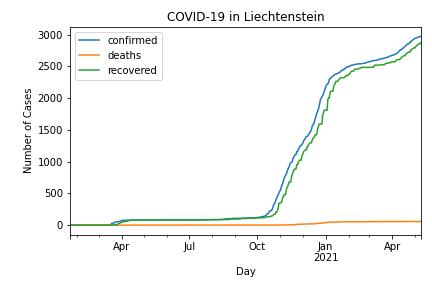 COVID-19 in Liechtenstein
3000
2500
2000
1500
1000
500
0
Number of Cases
confirmed
deaths
recovered
Apr
Jul
Oct
Jan
2021
Apr
Day